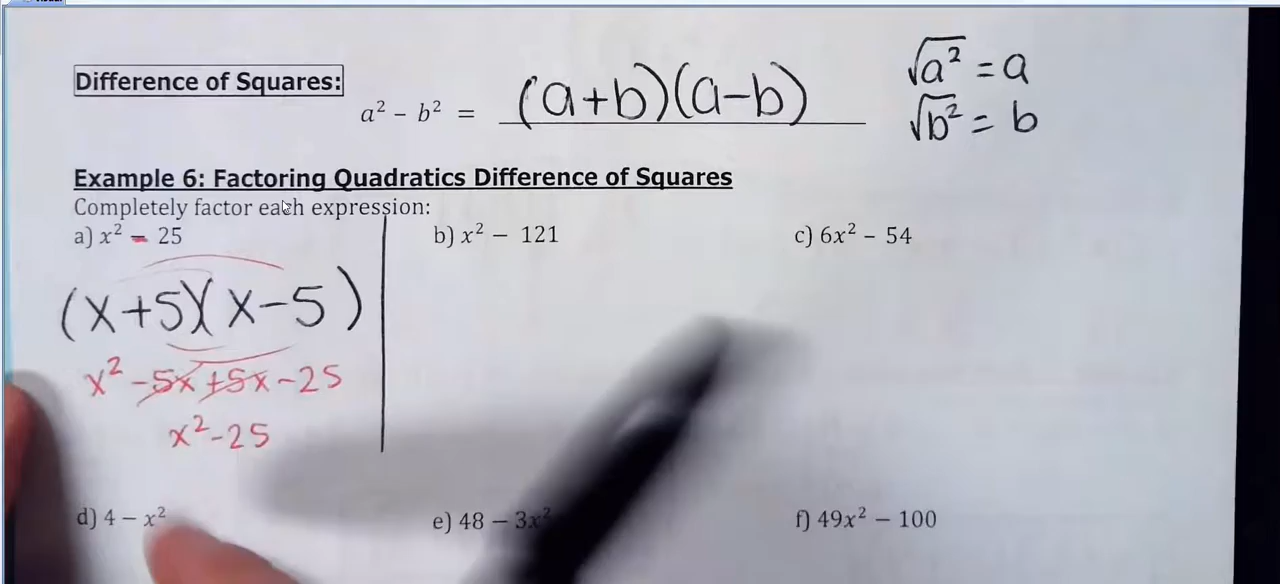 Difference of Squares:
a² − b² = (a+b)(a−b)
√a² = a
√b² = b
Example 6: Factoring Quadratics Difference of Squares
Completely factor each expression:
a) x² − 25
(x+5)(x−5)
x² −5x +5x −25
x²−25
b) x² − 121
c) 6x² − 54
d) 4 − x²
e) 48 − 3x²
f) 49x² − 100